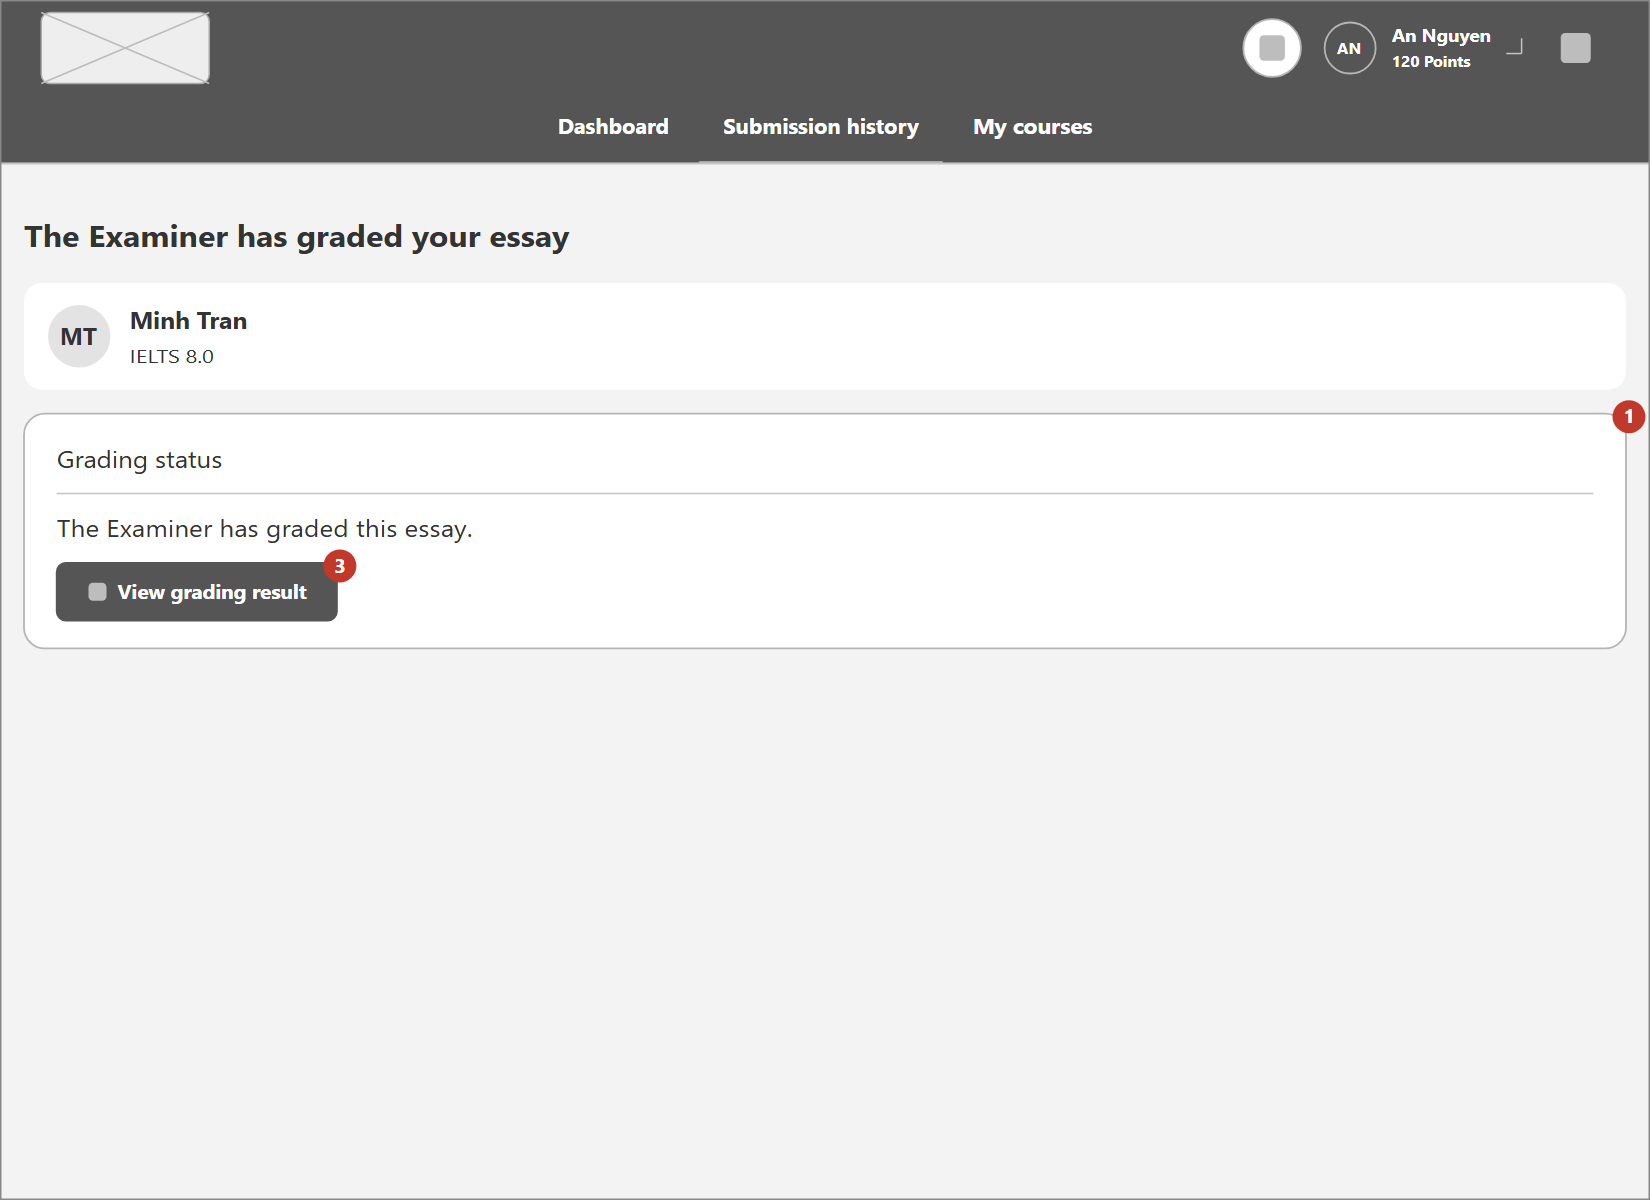 AN
An Nguyen
120 Points
Dashboard
Submission history
My courses
The Examiner has graded your essay
MT
Minh Tran
IELTS 8.0
1
Grading status
The Examiner has graded this essay.
3
View grading result